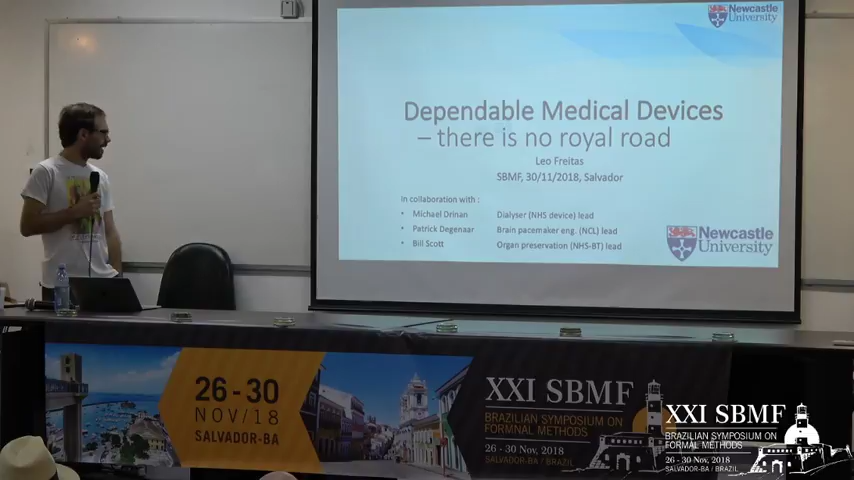 Newcastle
University
Dependable Medical Devices
– there is no royal road
Leo Freitas
SBMF, 30/11/2018, Salvador
In collaboration with :
• Michael Drinan Dialyser (NHS device) lead
• Patrick Degenaar Brain pacemaker eng. (NCL) lead
• Bill Scott Organ preservation (NHS-BT) lead
Newcastle
University
26 - 30
NOV/18
SALVADOR-BA
XXI SBMF
BRAZILIAN SYMPOSIUM ON
FORMNAL METHODS
26 - 30 Nov, 2018
SALVADOR-BA / BRAZIL
XXI SBMF
BRAZILIAN SYMPOSIUM ON
FORMAL METHODS
26 - 30 Nov, 2018
SALVADOR-BA / BRAZIL